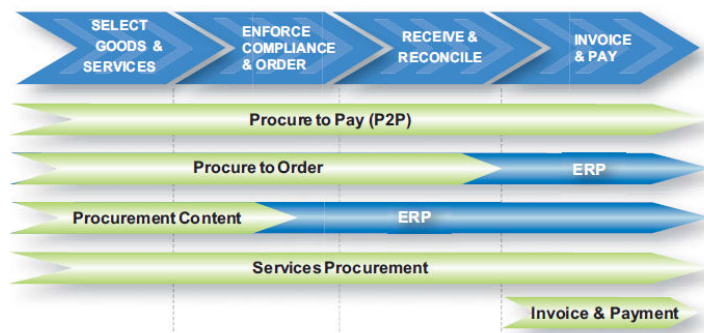 SELECT
GOODS &
SERVICES
ENFORCE
COMPLIANCE
& ORDER
RECEIVE &
RECONCILE
INVOICE
& PAY
Procure to Pay (P2P)
Procure to Order
ERP
Procurement Content
ERP
Services Procurement
Invoice & Payment